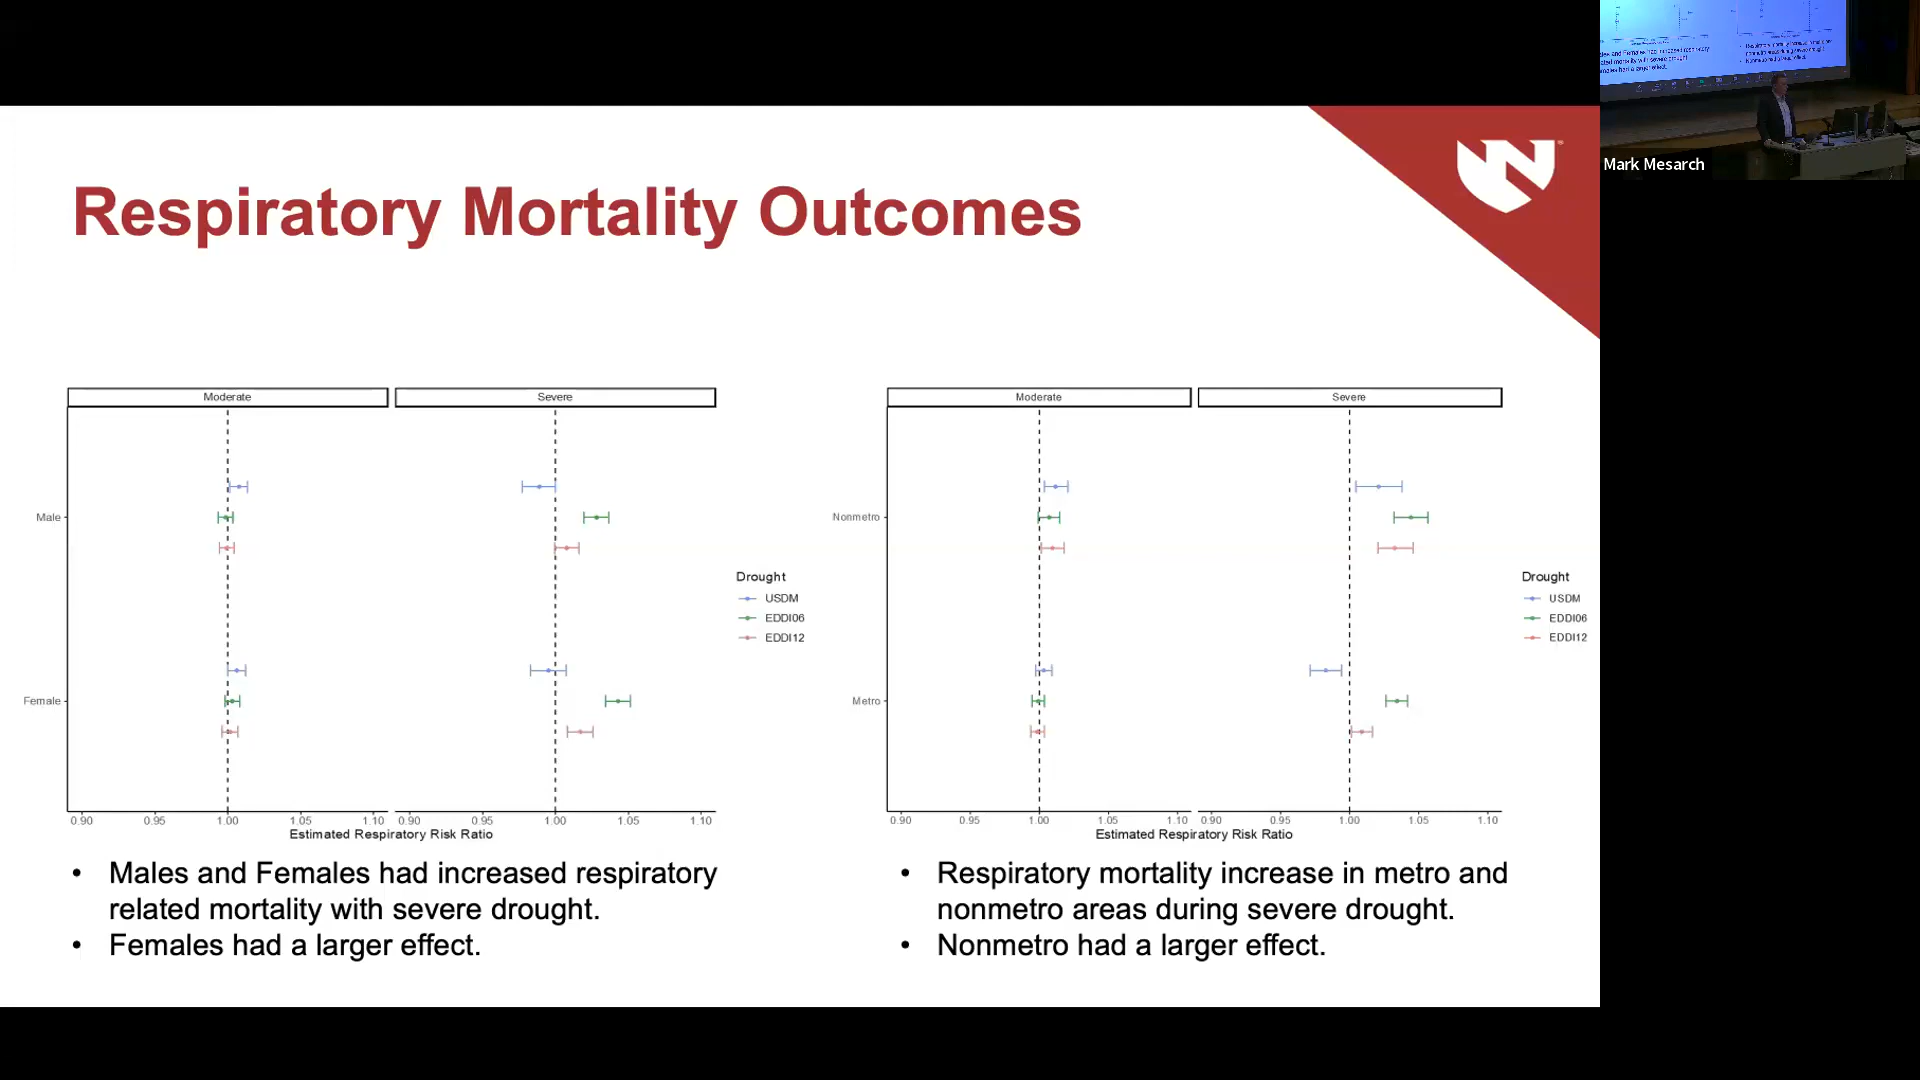 Respiratory Mortality Outcomes
Mark Mesarch
Moderate
Severe
Male
Female
0.90 0.95 1.00 1.05 1.10 0.90 0.95 1.00 1.05 1.10
Estimated Respiratory Risk Ratio
Drought
USDM
EDDI06
EDDI12
Moderate
Severe
Nonmetro
Metro
0.90 0.95 1.00 1.05 1.10 0.90 0.95 1.00 1.05 1.10
Estimated Respiratory Risk Ratio
Drought
USDM
EDDI06
EDDI12
• Males and Females had increased respiratory
related mortality with severe drought.
• Females had a larger effect.
• Respiratory mortality increase in metro and
nonmetro areas during severe drought.
• Nonmetro had a larger effect.